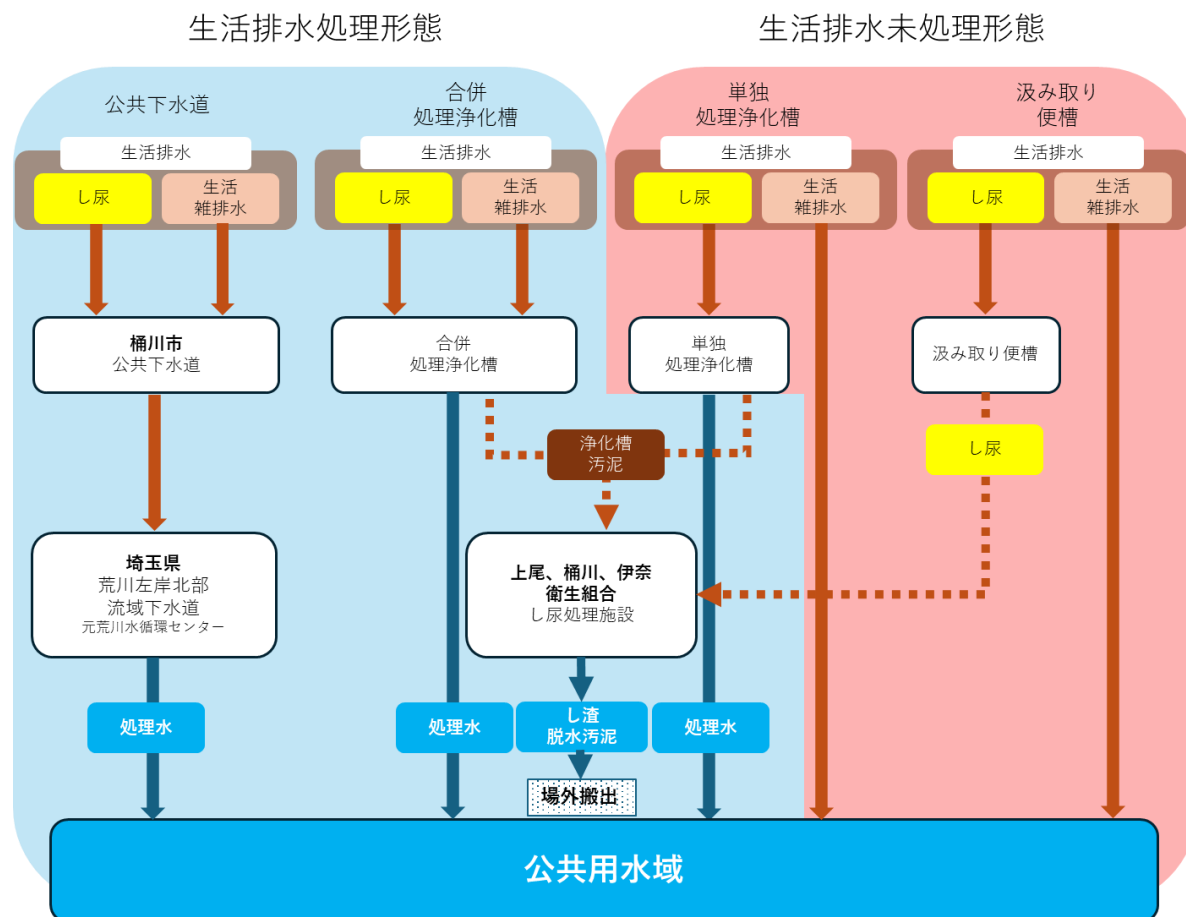 生活排水処理形態
生活排水未処理形態
公共下水道
合併
処理浄化槽
単独
処理浄化槽
汲み取り
便槽
生活排水
生活排水
生活排水
生活排水
し尿
生活
雑排水
し尿
生活
雑排水
し尿
生活
雑排水
し尿
生活
雑排水
桶川市
公共下水道
合併
処理浄化槽
単独
処理浄化槽
汲み取り便槽
浄化槽
汚泥
し尿
埼玉県
荒川左岸北部
流域下水道
元荒川水循環センター
上尾、桶川、伊奈
衛生組合
し尿処理施設
処理水
処理水
し渣
脱水汚泥
処理水
場外搬出
公共用水域